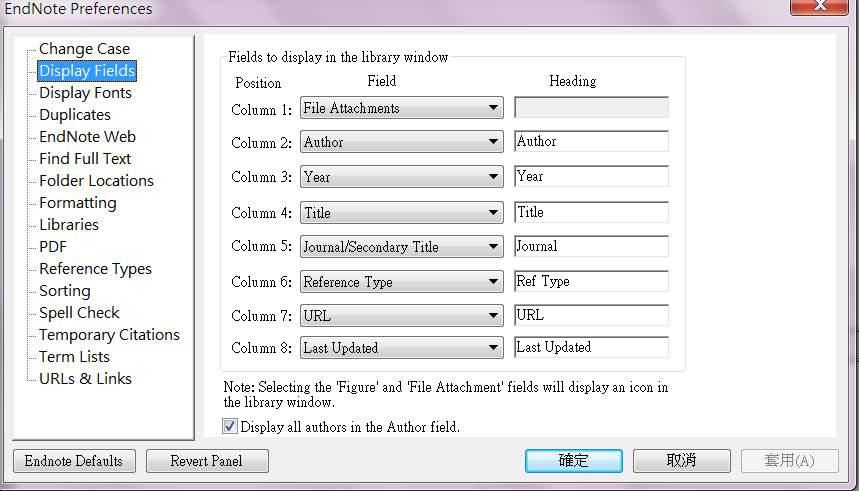 EndNote Preferences
Change Case
Display Fields
Display Fonts
Duplicates
EndNote Web
Find Full Text
Folder Locations
Formatting
Libraries
PDF
Reference Types
Sorting
Spell Check
Temporary Citations
Term Lists
URLs & Links
Fields to display in the library window
Position Field Heading
Column 1: File Attachments
Column 2: Author Author
Column 3: Year Year
Column 4: Title Title
Column 5: Journal/Secondary Title Journal
Column 6: Reference Type Ref Type
Column 7: URL URL
Column 8: Last Updated Last Updated
Note: Selecting the 'Figure' and 'File Attachment' fields will display an icon in
the library window.
Display all authors in the Author field.
Endnote Defaults Revert Panel 確定 取消 套用(A)